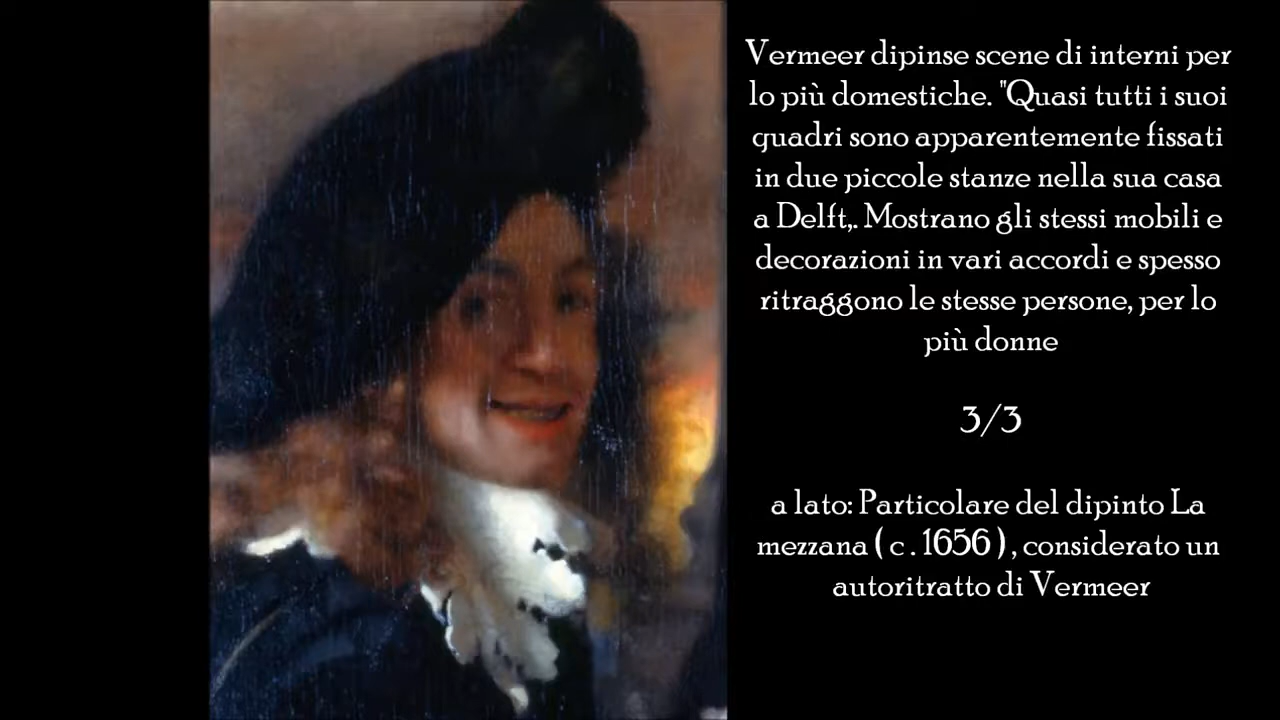 Vermeer dipinse scene di interni per
lo più domestiche. "Quasi tutti i suoi
quadri sono apparentemente fissati
in due piccole stanze nella sua casa
a Delft,. Mostrano gli stessi mobili e
decorazioni in vari accordi e spesso
ritraggono le stesse persone, per lo
più donne
3/3
a lato: Particolare del dipinto La
mezzana ( c . 1656 ) , considerato un
autoritratto di Vermeer